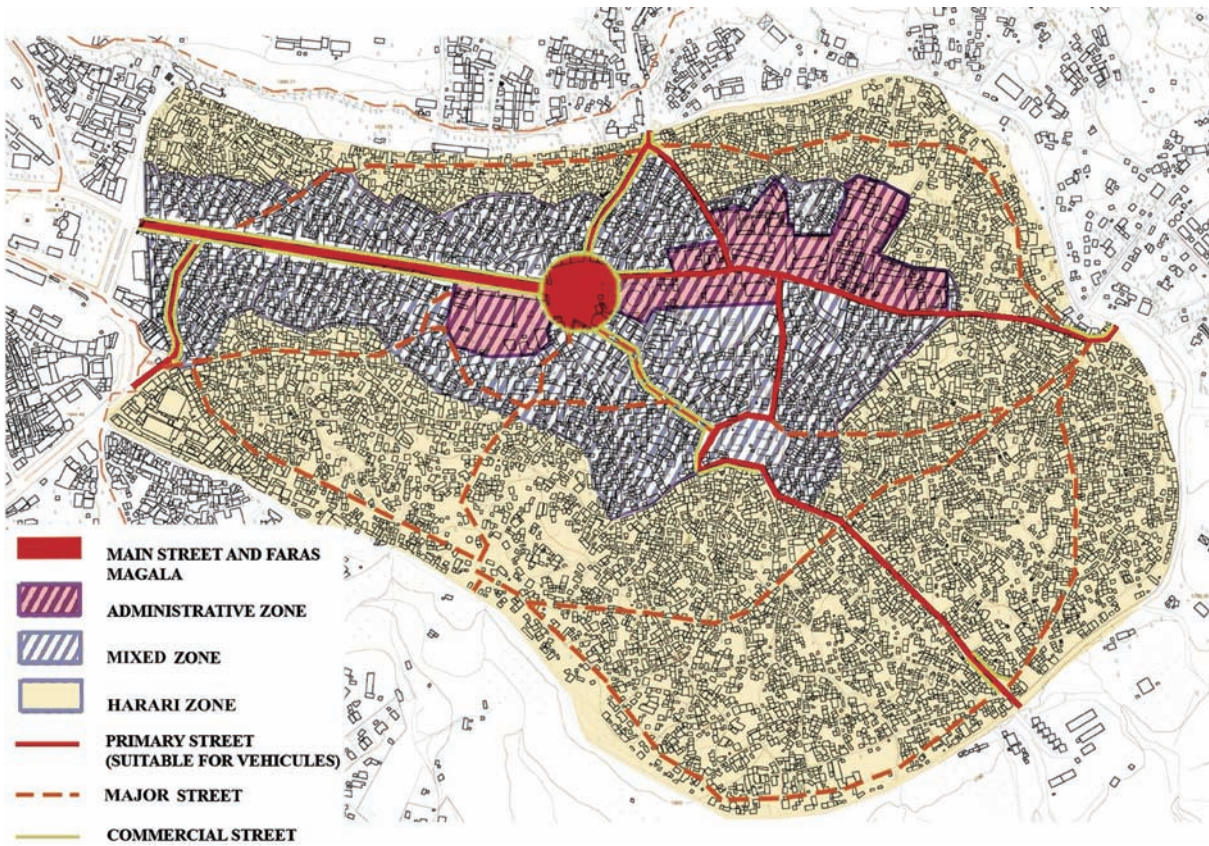 MAIN STREET AND FARAS
MAGALA
ADMINISTRATIVE ZONE
MIXED ZONE
HARARI ZONE
PRIMARY STREET
(SUITABLE FOR VEHICULES)
MAJOR STREET
COMMERCIAL STREET